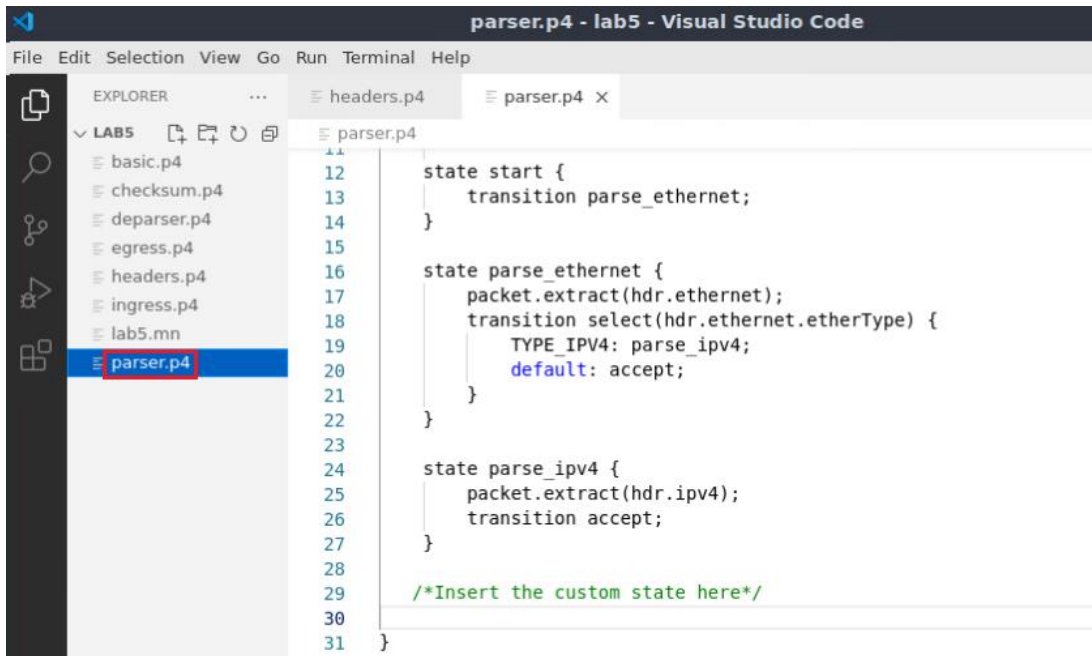 parser.p4 - lab5 - Visual Studio Code
File Edit Selection View Go Run Terminal Help
EXPLORER ...
headers.p4 parser.p4 ×
LAB5
parser.p4
basic.p4
checksum.p4
deparser.p4
egress.p4
headers.p4
ingress.p4
lab5.mn
parser.p4
11
12 state start {
13 transition parse_ethernet;
14 }
15
16 state parse_ethernet {
17 packet.extract(hdr.ethernet);
18 transition select(hdr.ethernet.etherType) {
19 TYPE_IPV4: parse_ipv4;
20 default: accept;
21 }
22 }
23
24 state parse_ipv4 {
25 packet.extract(hdr.ipv4);
26 transition accept;
27 }
28
29 /*Insert the custom state here*/
30
31 }